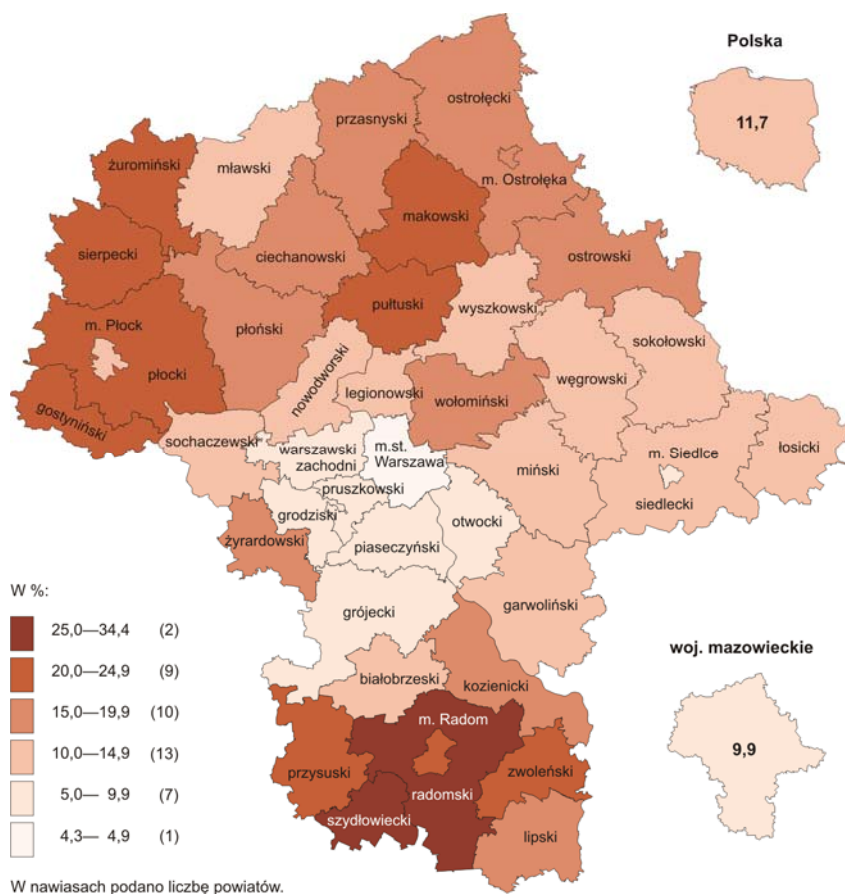 Polska
11,7
ostrołęcki
przasnyski
żuromiński
mławski
m. Ostrołęka
makowski
sierpecki
ciechanowski
ostrowski
pułtuski
wyszkowski
m. Płock
płoński
sokołowski
płocki
nowodworski
węgrowski
legionowski
wołomiński
gostyniński
sochaczewski
warszawski
zachodni
m.st.
Warszawa
miński
m. Siedlce
łosicki
siedlecki
pruszkowski
grodziski
otwocki
żyrardowski
piaseczyński
garwoliński
grójecki
białobrzeski
kozienicki
m. Radom
przysuski
zwoleński
radomski
szydłowiecki
lipski
woj. mazowieckie
9,9
W %:
25,0—34,4 (2)
20,0—24,9 (9)
15,0—19,9 (10)
10,0—14,9 (13)
5,0— 9,9 (7)
4,3— 4,9 (1)
W nawiasach podano liczbę powiatów.